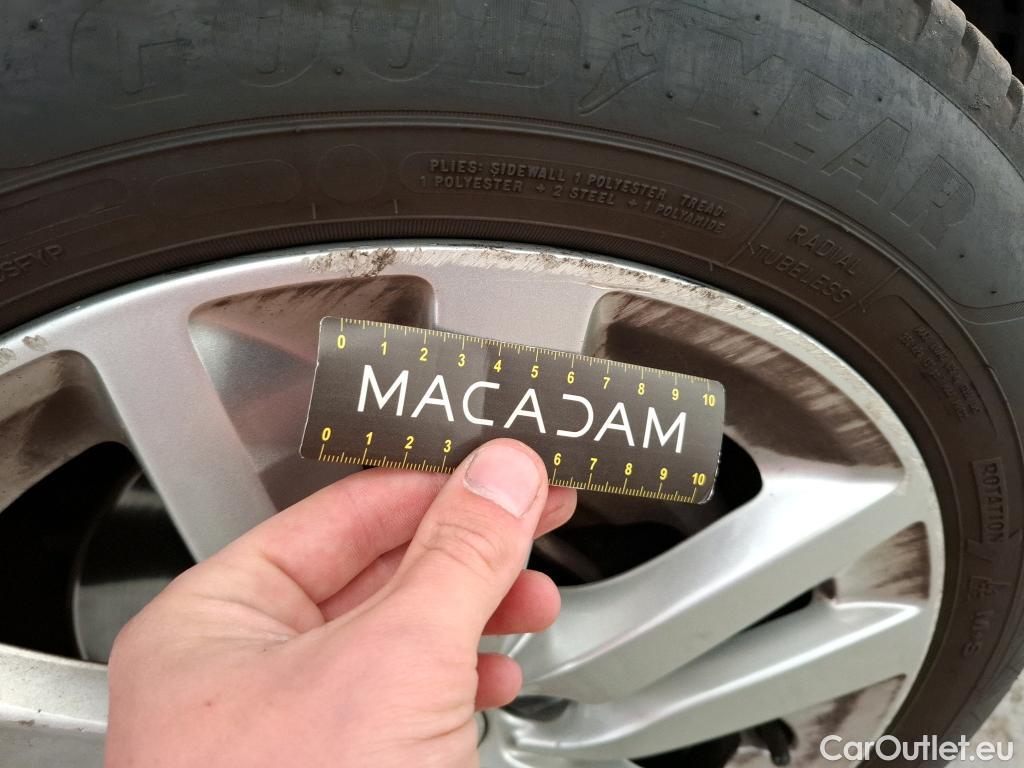 GOODYEAR
PLIES: SIDEWALL 1 POLYESTER TREAD:
1 POLYESTER + 2 STEEL + 1 POLYAMIDE
RADIAL
TUBELESS
0 1 2 3 4 5 6 7 8 9 10
MACADAM
0 1 2 3 6 7 8 9 10
ROTATION
CarOutlet.eu